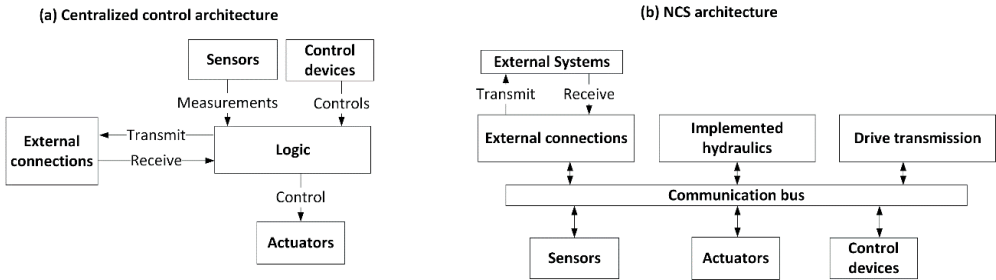 (a) Centralized control architecture
Sensors
Control
devices
Measurements
Controls
External
connections
Transmit
Receive
Logic
Control
Actuators
(b) NCS architecture
External Systems
Transmit
Receive
External connections
Implemented
hydraulics
Drive transmission
Communication bus
Sensors
Actuators
Control
devices